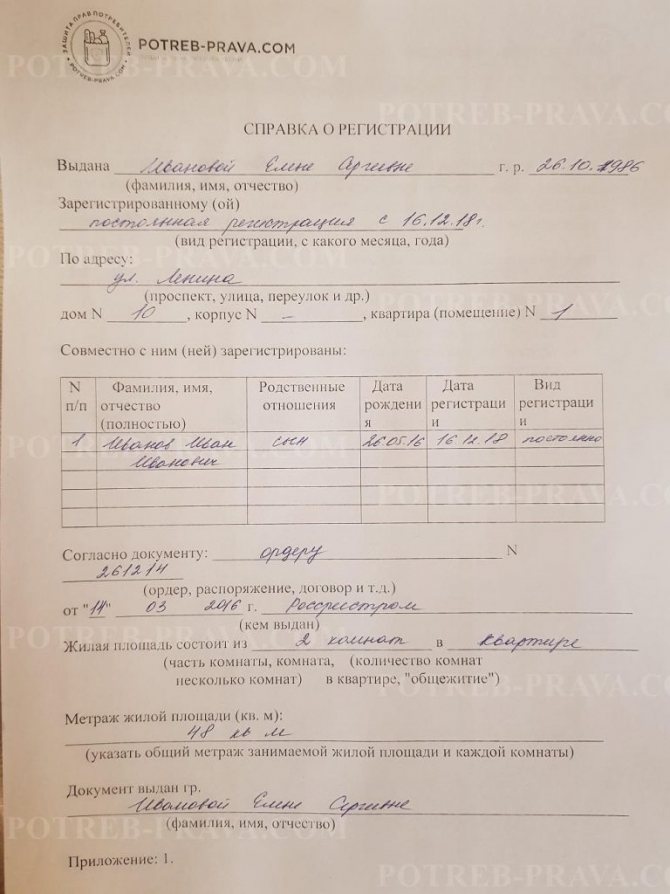 ЗАЩИТА ПРАВ ПОТРЕБИТЕЛЕЙ
POTREB-PRAVA.COM
POTREB-PRAVA.COM
СПРАВКА О РЕГИСТРАЦИИ
Выдана Ивановой Елене Сергеевне г. р. 26.10.1986
(фамилия, имя, отчество)
Зарегистрированному (ой)
постоянная регистрация с 16.12.18г.
(вид регистрации, с какого месяца, года)
По адресу:
ул. Ленина
(проспект, улица, переулок и др.)
дом N 10, корпус N –, квартира (помещение) N 1
Совместно с ним (ней) зарегистрированы:
N п/п Фамилия, имя, отчество (полностью) Родственные отношения Дата рождения Дата регистрации Вид регистрации
1 Иванов Иван сын 26.05.16 16.12.18 постоянно
Иванович
Согласно документу: ордеру N
261214
(ордер, распоряжение, договор и т.д.)
от "14" 03 2016 г. Росреестром
(кем выдан)
Жилая площадь состоит из 2 комнат в квартире
(часть комнаты, комната, (количество комнат
несколько комнат) в квартире, "общежитие")
Метраж жилой площади (кв. м):
48 кв м
(указать общий метраж занимаемой жилой площади и каждой комнаты)
Документ выдан гр.
Ивановой Елене Сергеевне
(фамилия, имя, отчество)
Приложение: 1.